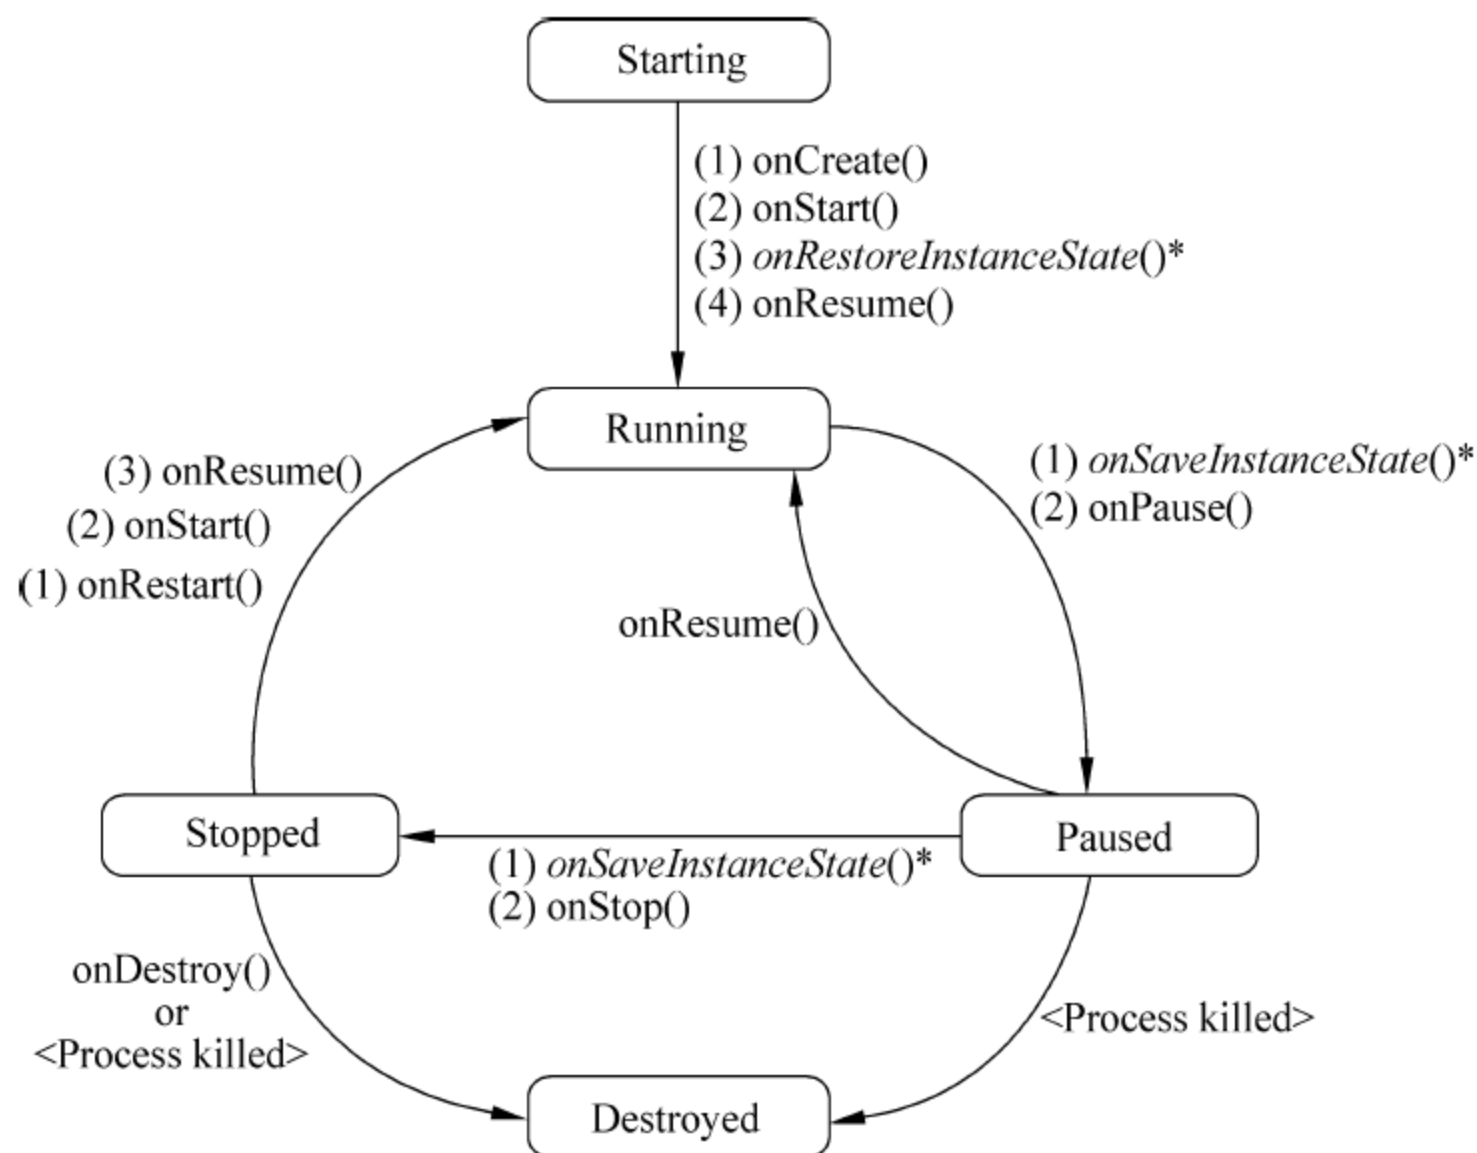 Starting
(1) onCreate()
(2) onStart()
(3) onRestoreInstanceState()*
(4) onResume()
Running
(1) onSaveInstanceState()*
(2) onPause()
(3) onResume()
(2) onStart()
(1) onRestart()
onResume()
Stopped
Paused
(1) onSaveInstanceState()*
(2) onStop()
onDestroy()
or
<Process killed>
<Process killed>
Destroyed